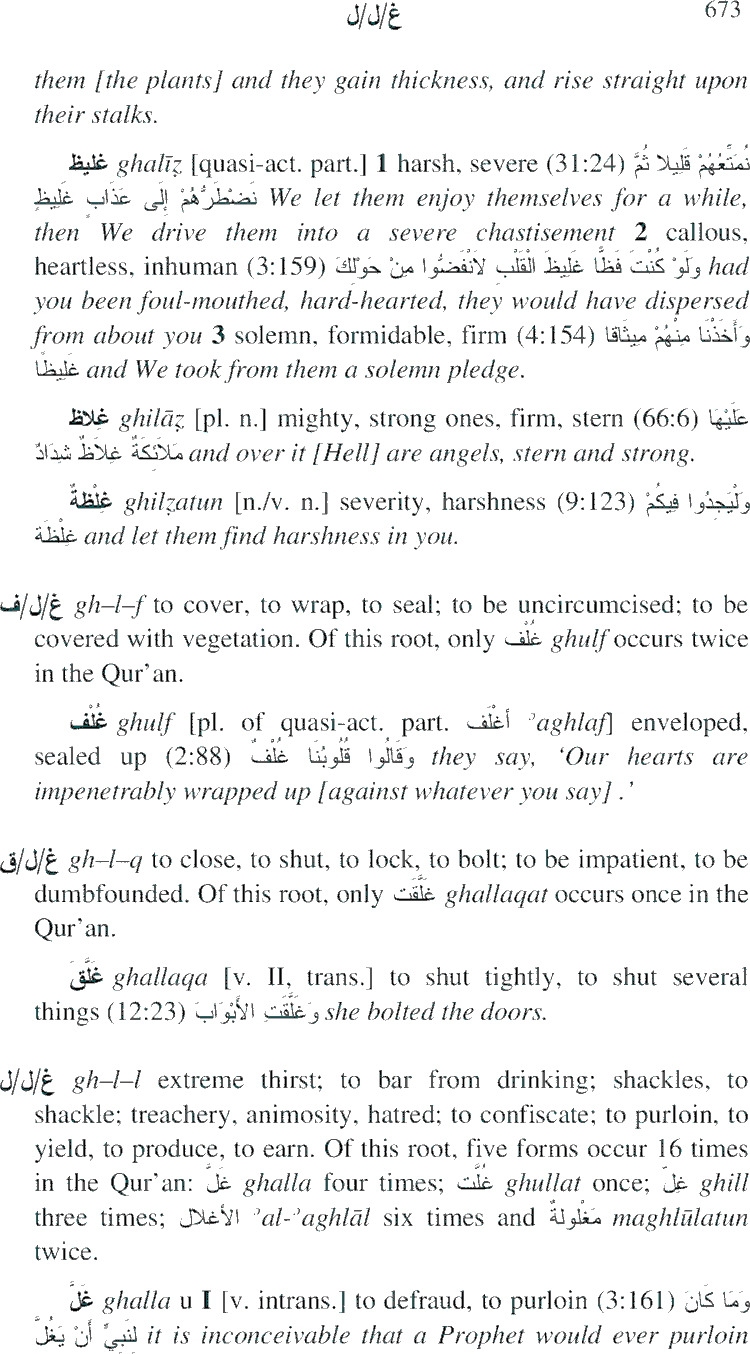 غ/ل/ل 673
them [the plants] and they gain thickness, and rise straight upon
their stalks.
غليظ ghalīẓ [quasi-act. part.] 1 harsh, severe (31:24) نُمَتِّعُهُمْ قَلِيلا ثُمَّ
نَضْطَرُّهُمْ إِلَى عَذَابٍ غَلِيظٍ We let them enjoy themselves for a while,
then We drive them into a severe chastisement 2 callous,
heartless, inhuman (3:159) وَلَوْ كُنْتَ فَظًّا غَلِيظَ الْقَلْبِ لاَنْفَضُّوا مِنْ حَوْلِكَ had
you been foul-mouthed, hard-hearted, they would have dispersed
from about you 3 solemn, formidable, firm (4:154) وَأَخَذْنَا مِنْهُمْ مِيثَاقًا
غَلِيظًا and We took from them a solemn pledge.
غِلاظ ghilāẓ [pl. n.] mighty, strong ones, firm, stern (66:6) عَلَيْهَا
مَلَائِكَةٌ غِلَاظٌ شِدَادٌ and over it [Hell] are angels, stern and strong.
غِلْظةٌ ghilẓatun [n./v. n.] severity, harshness (9:123) وَلْيَجِدُوا فِيكُمْ
غِلْظَة and let them find harshness in you.
غ/ل/ف gh–l–f to cover, to wrap, to seal; to be uncircumcised; to be
covered with vegetation. Of this root, only غُلْف ghulf occurs twice
in the Qur’an.
غُلْف ghulf [pl. of quasi-act. part. أغْلَف ʾaghlaf] enveloped,
sealed up (2:88) وَقَالُوا قُلُوبُنَا غُلْفٌ they say, ‘Our hearts are
impenetrably wrapped up [against whatever you say] .’
غ/ل/ق gh–l–q to close, to shut, to lock, to bolt; to be impatient, to be
dumbfounded. Of this root, only غَلَّقَت ghallaqat occurs once in the
Qur’an.
غَلَّقَ ghallaqa [v. II, trans.] to shut tightly, to shut several
things (12:23) وَغَلَّقَتِ الأَبْوَابَ she bolted the doors.
غ/ل/ل gh–l–l extreme thirst; to bar from drinking; shackles, to
shackle; treachery, animosity, hatred; to confiscate; to purloin, to
yield, to produce, to earn. Of this root, five forms occur 16 times
in the Qur’an: غَلَّ ghalla four times; غُلَّت ghullat once; غِلّ ghill
three times; الأغلال ʾal-ʾaghlāl six times and مَغْلُولةٌ maghlūlatun
twice.
غَلَّ ghalla u I [v. intrans.] to defraud, to purloin (3:161) وَمَا كَانَ
لِنَبِيٍّ أَنْ يَغُلَّ it is inconceivable that a Prophet would ever purloin